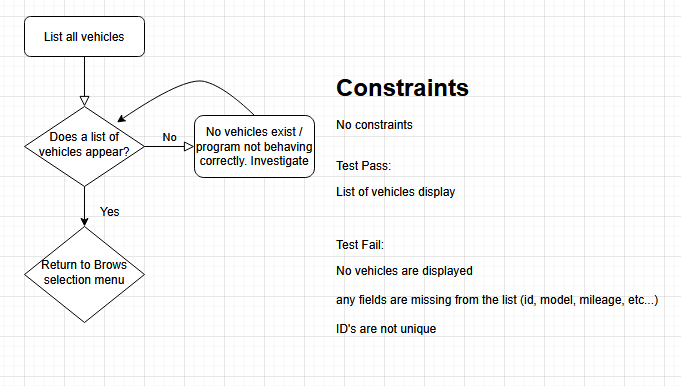 List all vehicles
Does a list of
vehicles appear?
No
No vehicles exist /
program not behaving
correctly. Investigate
Yes
Return to Brows
selection menu
Constraints
No constraints
Test Pass:
List of vehicles display
Test Fail:
No vehicles are displayed
any fields are missing from the list (id, model, mileage, etc...)
ID's are not unique